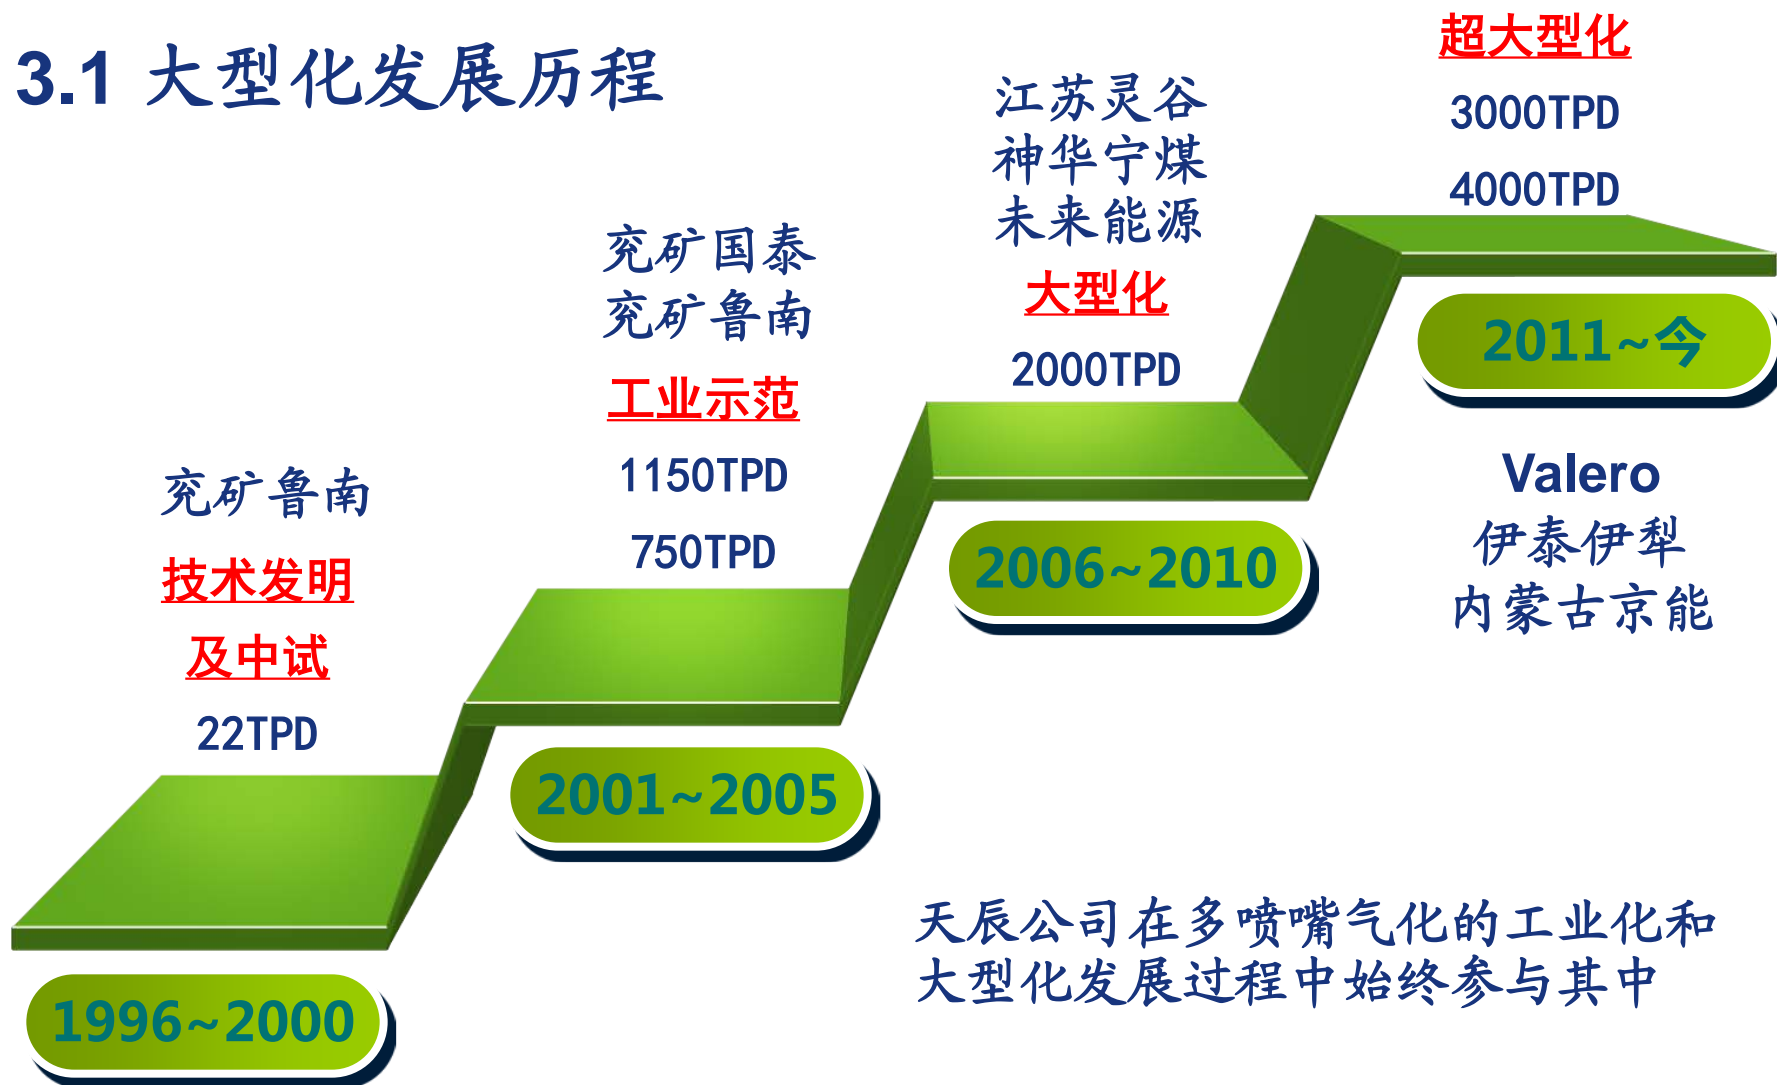 3.1 大型化发展历程
兖矿鲁南
技术发明
及中试
22TPD
1996~2000
兖矿国泰
兖矿鲁南
工业示范
1150TPD
750TPD
2001~2005
江苏灵谷
神华宁煤
未来能源
大型化
2000TPD
2006~2010
超大型化
3000TPD
4000TPD
2011~今
Valero
伊泰伊犁
内蒙古京能
天辰公司在多喷嘴气化的工业化和
大型化发展过程中始终参与其中